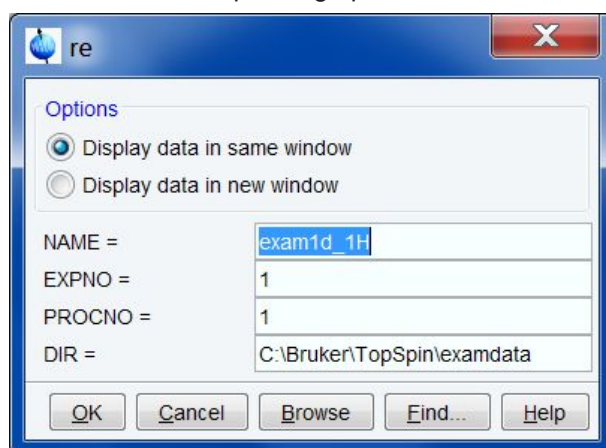 re
X
Options
Display data in same window
Display data in new window
NAME = exam1d_1H
EXPNO = 1
PROCNO = 1
DIR = C:\Bruker\TopSpin\examdata
OK Cancel Browse Find... Help